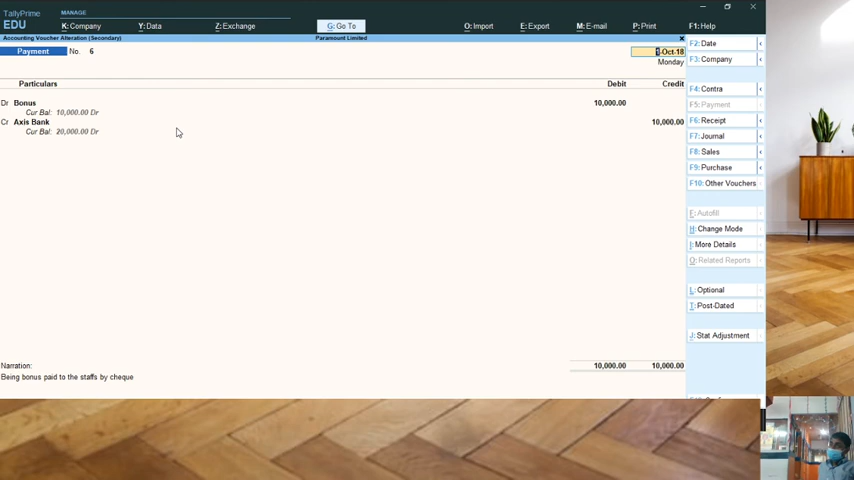 TallyPrime
EDU
MANAGE
K: Company
Y: Data
Z: Exchange
G: Go To
O: Import
E: Export
M: E-mail
P: Print
F1: Help
Accounting Voucher Alteration (Secondary)
Paramount Limited
Payment No. 6
-Oct-18
Monday
Particulars Debit Credit
Dr Bonus 10,000.00
Cur Bal: 10,000.00 Dr
Cr Axis Bank 10,000.00
Cur Bal: 20,000.00 Dr
Narration: 10,000.00 10,000.00
Being bonus paid to the staffs by cheque
F2: Date
F3: Company
F4: Contra
F5: Payment
F6: Receipt
F7: Journal
F8: Sales
F9: Purchase
F10: Other Vouchers
E: Autofill
H: Change Mode
I: More Details
O: Related Reports
L: Optional
T: Post-Dated
J: Stat Adjustment